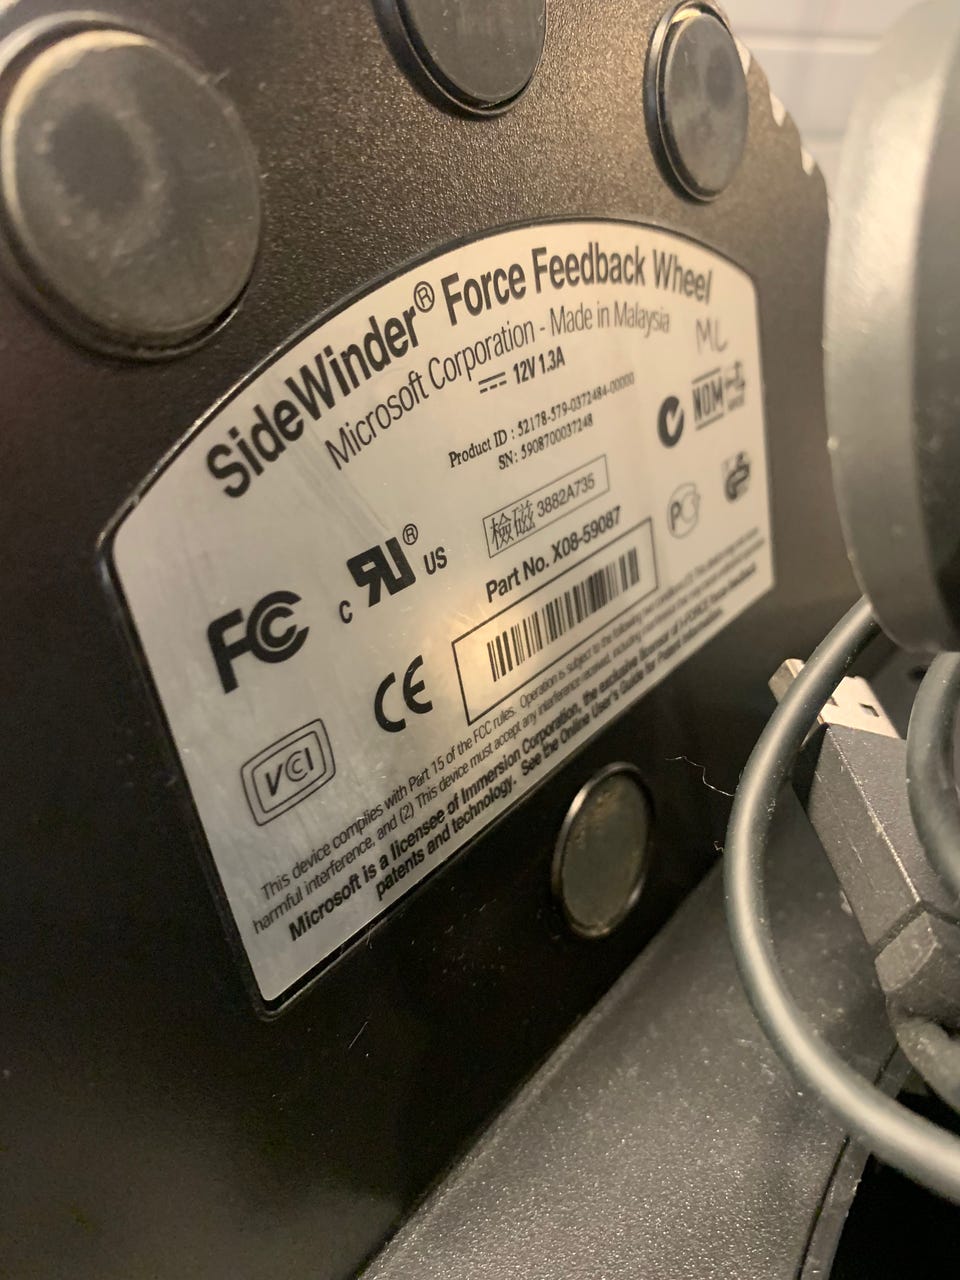 SideWinder® Force Feedback Wheel
Microsoft Corporation - Made in Malaysia
ML
12V 1.3A
Product ID : 52178-579-0372484-00000
SN: 5908700037248
NOM
檢磁 3882A735
FC
c RU® US
Part No. X08-59087
CE
VCI
This device complies with Part 15 of the FCC rules. Operation is subject to the following two conditions: (1) This device may not cause
harmful interference, and (2) This device must accept any interference received, including interference that may cause
Microsoft is a licensee of Immersion Corporation, the exclusive licensor of I-FORCE
patents and technology. See the Online User's Guide for Patent Information.